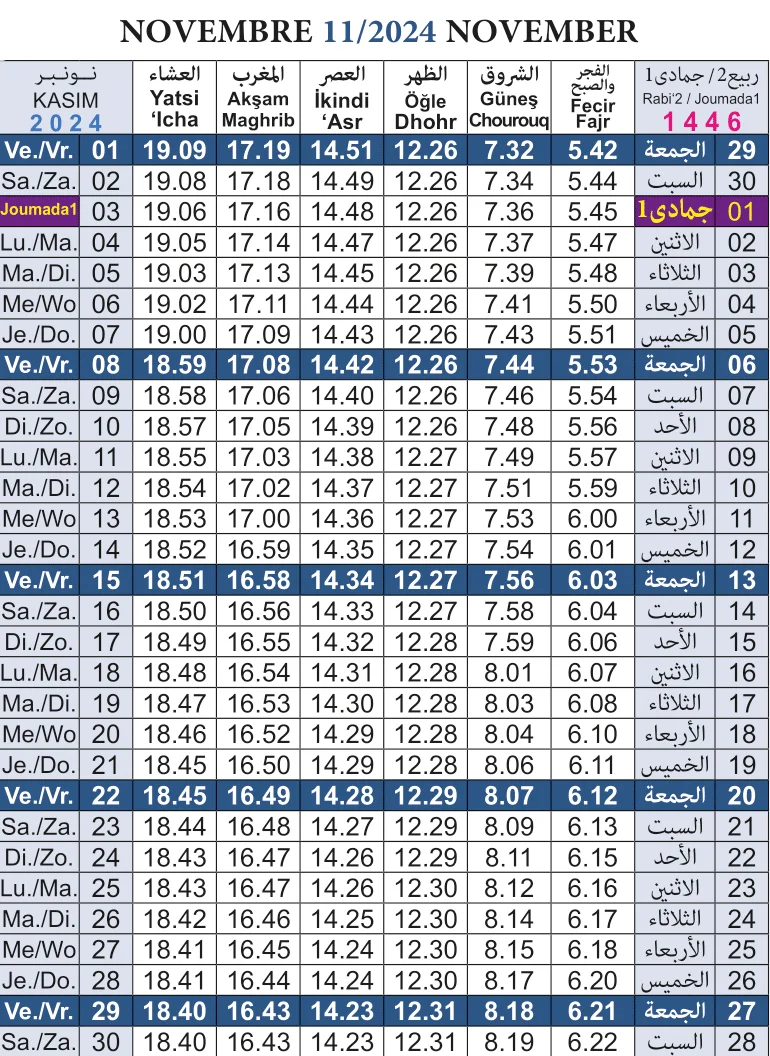 NOVEMBRE 11/2024 NOVEMBER
نـونـبـر العشاء المغرب العصر الظهر الشروق الفجر والصبح ربيع2/ جمادى1
KASIM Yatsi Akşam İkindi Öğle Güneş Fecir Rabi‘2 / Joumada1
2024 ‘Icha Maghrib ‘Asr Dhohr Chourouq Fajr 1446
Ve./Vr. 01 19.09 17.19 14.51 12.26 7.32 5.42 الجمعة 29
Sa./Za. 02 19.08 17.18 14.49 12.26 7.34 5.44 السبت 30
Joumada1 03 19.06 17.16 14.48 12.26 7.36 5.45 جمادى1 01
Lu./Ma. 04 19.05 17.14 14.47 12.26 7.37 5.47 الاثنين 02
Ma./Di. 05 19.03 17.13 14.45 12.26 7.39 5.48 الثلاثاء 03
Me/Wo 06 19.02 17.11 14.44 12.26 7.41 5.50 الأربعاء 04
Je./Do. 07 19.00 17.09 14.43 12.26 7.43 5.51 الخميس 05
Ve./Vr. 08 18.59 17.08 14.42 12.26 7.44 5.53 الجمعة 06
Sa./Za. 09 18.58 17.06 14.40 12.26 7.46 5.54 السبت 07
Di./Zo. 10 18.57 17.05 14.39 12.26 7.48 5.56 الأحد 08
Lu./Ma. 11 18.55 17.03 14.38 12.27 7.49 5.57 الاثنين 09
Ma./Di. 12 18.54 17.02 14.37 12.27 7.51 5.59 الثلاثاء 10
Me/Wo 13 18.53 17.00 14.36 12.27 7.53 6.00 الأربعاء 11
Je./Do. 14 18.52 16.59 14.35 12.27 7.54 6.01 الخميس 12
Ve./Vr. 15 18.51 16.58 14.34 12.27 7.56 6.03 الجمعة 13
Sa./Za. 16 18.50 16.56 14.33 12.27 7.58 6.04 السبت 14
Di./Zo. 17 18.49 16.55 14.32 12.28 7.59 6.06 الأحد 15
Lu./Ma. 18 18.48 16.54 14.31 12.28 8.01 6.07 الاثنين 16
Ma./Di. 19 18.47 16.53 14.30 12.28 8.03 6.08 الثلاثاء 17
Me/Wo 20 18.46 16.52 14.29 12.28 8.04 6.10 الأربعاء 18
Je./Do. 21 18.45 16.50 14.29 12.28 8.06 6.11 الخميس 19
Ve./Vr. 22 18.45 16.49 14.28 12.29 8.07 6.12 الجمعة 20
Sa./Za. 23 18.44 16.48 14.27 12.29 8.09 6.13 السبت 21
Di./Zo. 24 18.43 16.47 14.26 12.29 8.11 6.15 الأحد 22
Lu./Ma. 25 18.43 16.47 14.26 12.30 8.12 6.16 الاثنين 23
Ma./Di. 26 18.42 16.46 14.25 12.30 8.14 6.17 الثلاثاء 24
Me/Wo 27 18.41 16.45 14.24 12.30 8.15 6.18 الأربعاء 25
Je./Do. 28 18.41 16.44 14.24 12.30 8.17 6.20 الخميس 26
Ve./Vr. 29 18.40 16.43 14.23 12.31 8.18 6.21 الجمعة 27
Sa./Za. 30 18.40 16.43 14.23 12.31 8.19 6.22 السبت 28